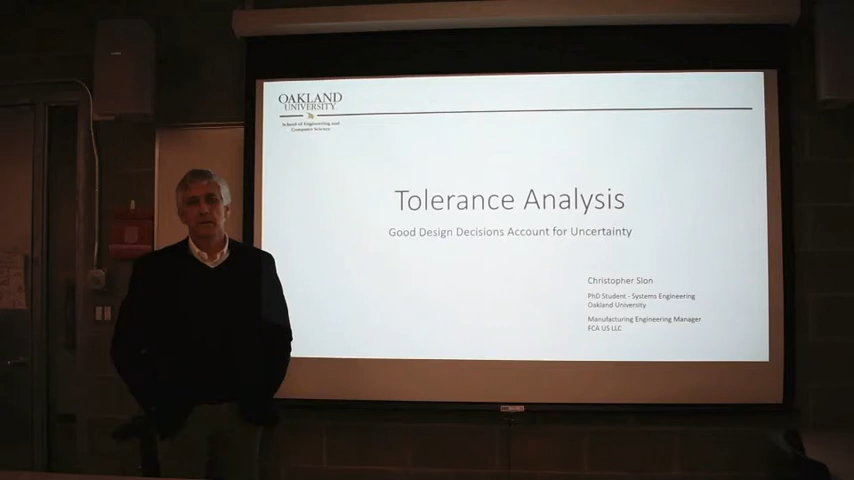 OAKLAND
UNIVERSITY
School of Engineering and
Computer Science
Tolerance Analysis
Good Design Decisions Account for Uncertainty
Christopher Slon
PhD Student - Systems Engineering
Oakland University
Manufacturing Engineering Manager
FCA US LLC